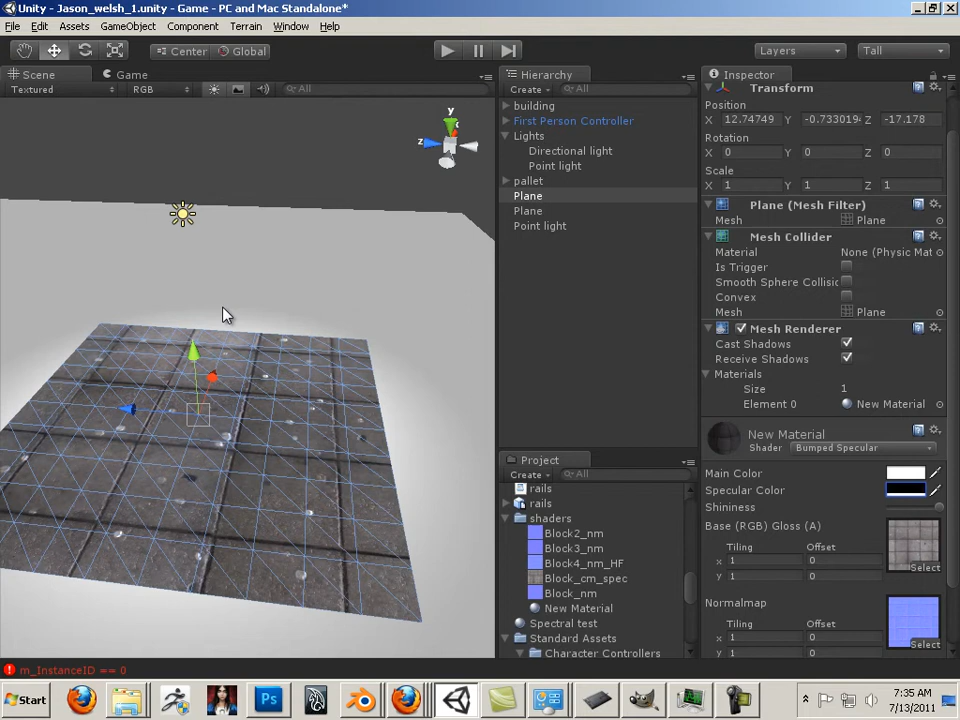 Unity - Jason_welsh_1.unity - Game - PC and Mac Standalone*
File Edit Assets GameObject Component Terrain Window Help
Center Global Layers Tall
Scene Game
Textured RGB All
y
z
Hierarchy
Create All
building
First Person Controller
Lights
Directional light
Point light
pallet
Plane
Plane
Point light
Project
Create All
rails
rails
shaders
Block2_nm
Block3_nm
Block4_nm_HF
Block_cm_spec
Block_nm
New Material
Spectral test
Standard Assets
Character Controllers
Inspector
Transform
Position
X 12.74749 Y -0.733019 Z -17.178
Rotation
X 0 Y 0 Z 0
Scale
X 1 Y 1 Z 1
Plane (Mesh Filter)
Mesh Plane
Mesh Collider
Material None (Physic Mat
Is Trigger
Smooth Sphere Collisic
Convex
Mesh Plane
Mesh Renderer
Cast Shadows
Receive Shadows
Materials
Size 1
Element 0 New Material
New Material
Shader Bumped Specular
Main Color
Specular Color
Shininess
Base (RGB) Gloss (A)
Tiling Offset
x 1 0
y 1 0
Select
Normalmap
Tiling Offset
x 1 0
y 1 0
Select
m_InstanceID == 0
Start
Ps
7:35 AM
7/13/2011